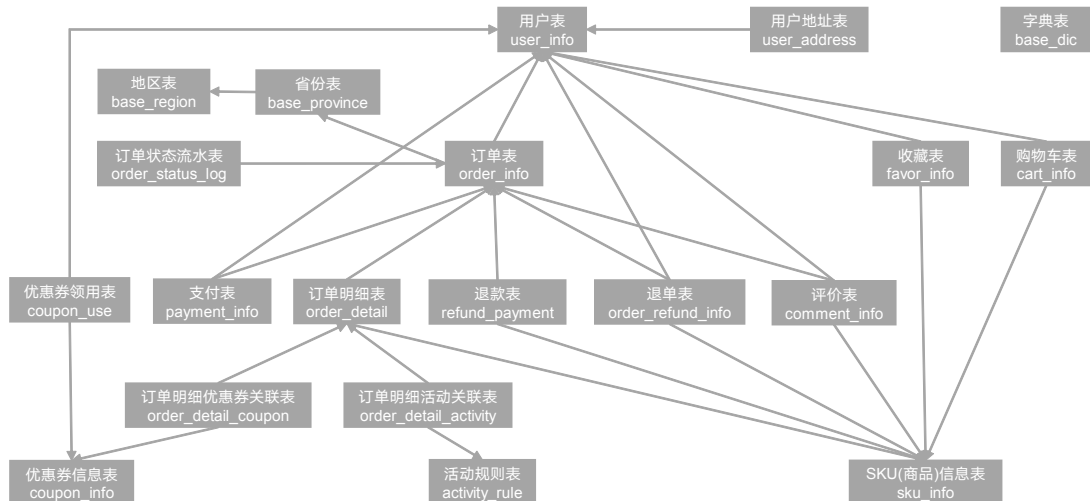 用户表
user_info
用户地址表
user_address
字典表
base_dic
地区表
base_region
省份表
base_province
订单状态流水表
order_status_log
订单表
order_info
收藏表
favor_info
购物车表
cart_info
优惠券领用表
coupon_use
支付表
payment_info
订单明细表
order_detail
退款表
refund_payment
退单表
order_refund_info
评价表
comment_info
订单明细优惠券关联表
order_detail_coupon
订单明细活动关联表
order_detail_activity
优惠券信息表
coupon_info
活动规则表
activity_rule
SKU(商品)信息表
sku_info